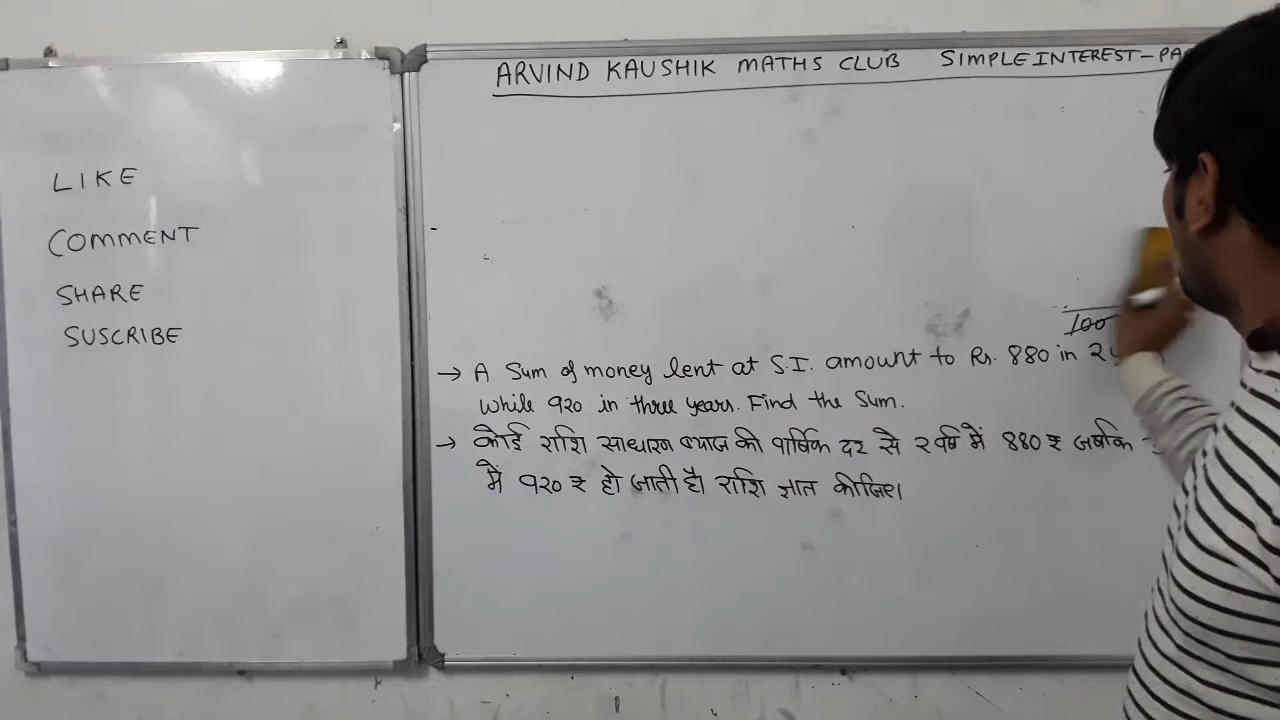 LIKE
COMMENT
SHARE
SUSCRIBE
ARVIND KAUSHIK MATHS CLUB SIMPLE INTEREST-
100
→ A Sum of money lent at S.I. amount to Rs. 880 in 2
While 920 in three years. Find the Sum.
→ कोई राशि साधारण ब्याज की वार्षिक दर से 2 वर्ष में 880 ₹ जबकि
में 920 ₹ हो जाती है। राशि ज्ञात कीजिए।